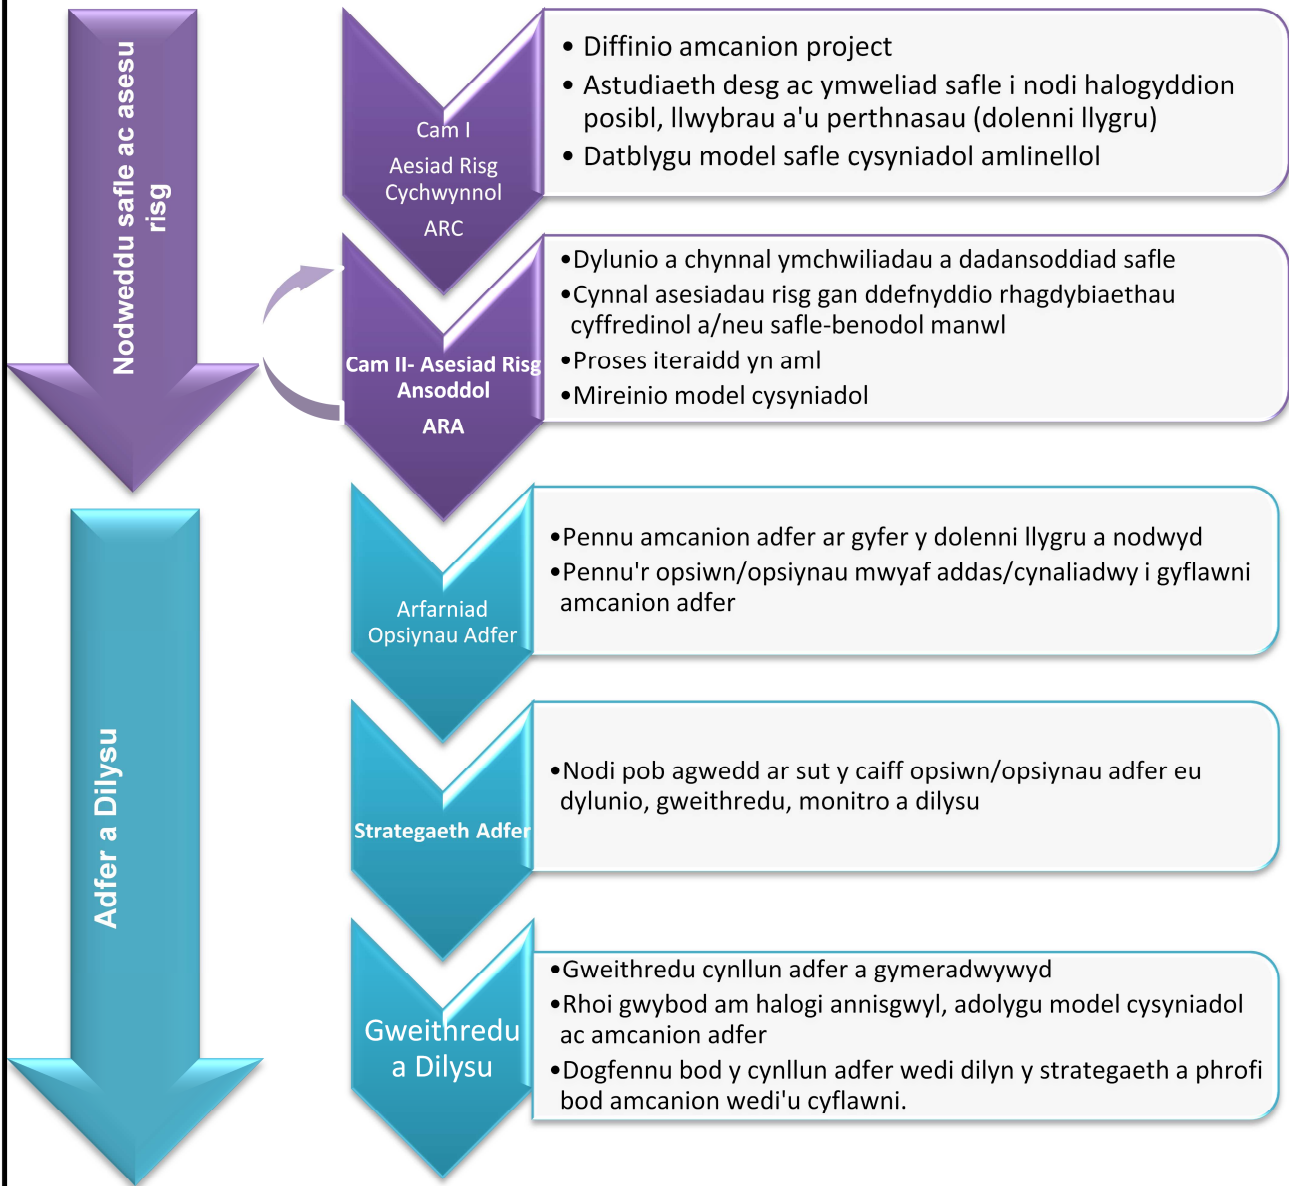 Nodweddu safle ac asesu
risg
Cam I
Aesiad Risg
Cychwynnol
ARC
• Diffinio amcanion project
• Astudiaeth desg ac ymweliad safle i nodi halogyddion
posibl, llwybrau a'u perthnasau (dolenni llygru)
• Datblygu model safle cysyniadol amlinellol
Cam II- Asesiad Risg
Ansoddol
ARA
•Dylunio a chynnal ymchwiliadau a dadansoddiad safle
•Cynnal asesiadau risg gan ddefnyddio rhagdybiaethau
cyffredinol a/neu safle-benodol manwl
•Proses iteraidd yn aml
•Mireinio model cysyniadol
Adfer a Dilysu
Arfarniad
Opsiynau Adfer
•Pennu amcanion adfer ar gyfer y dolenni llygru a nodwyd
•Pennu'r opsiwn/opsiynau mwyaf addas/cynaliadwy i gyflawni
amcanion adfer
Strategaeth Adfer
•Nodi pob agwedd ar sut y caiff opsiwn/opsiynau adfer eu
dylunio, gweithredu, monitro a dilysu
Gweithredu
a Dilysu
•Gweithredu cynllun adfer a gymeradwywyd
•Rhoi gwybod am halogi annisgwyl, adolygu model cysyniadol
ac amcanion adfer
•Dogfennu bod y cynllun adfer wedi dilyn y strategaeth a phrofi
bod amcanion wedi'u cyflawni.